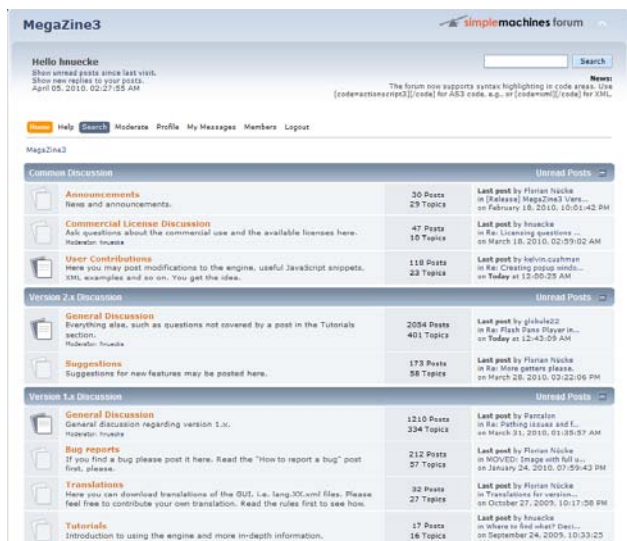 MegaZine3
simplemachines forum
Hello hnuecke
Show unread posts since last visit.
Show new replies to your posts.
April 05, 2010, 02:27:55 AM
Search
News:
The forum now supports syntax highlighting in code areas. Use
[code=actionscript3][/code] for AS3 code, e.g., or [code=xml][/code] for XML.
Home Help Search Moderate Profile My Messages Members Logout
MegaZine3
Common Discussion Unread Posts
Announcements
News and announcements.
30 Posts
29 Topics
Last post by Florian Nücke
in [Release] MegaZine3 Vers...
on February 18, 2010, 10:01:42 PM
Commercial License Discussion
Ask questions about the commercial use and the available licenses here.
Moderator: hnuecke
47 Posts
10 Topics
Last post by hnuecke
in Re: Licensing questions ...
on March 18, 2010, 02:59:02 AM
User Contributions
Here you may post modifications to the engine, useful JavaScript snippets,
XML examples and so on. You get the idea.
118 Posts
23 Topics
Last post by kelvin.cushman
in Re: Creating popup windo...
on Today at 12:00:25 AM
Version 2.x Discussion Unread Posts
General Discussion
Everything else, such as questions not covered by a post in the Tutorials
section.
Moderator: hnuecke
2054 Posts
401 Topics
Last post by globule22
in Re: Flash Pans Player in...
on Today at 12:43:09 AM
Suggestions
Suggestions for new features may be posted here.
173 Posts
58 Topics
Last post by Florian Nücke
in Re: More getters please.
on March 28, 2010, 03:22:06 PM
Version 1.x Discussion Unread Posts
General Discussion
General discussion regarding version 1.x.
Moderator: hnuecke
1210 Posts
334 Topics
Last post by Pantalon
in Re: Pathing issues and f...
on March 31, 2010, 01:35:57 AM
Bug reports
If you find a bug please post it here. Read the "How to report a bug" post
first, please.
212 Posts
57 Topics
Last post by Florian Nücke
in MOVED: Image with full u...
on January 24, 2010, 07:59:43 PM
Translations
Here you can download translations of the GUI, i.e. lang.XX.xml files. Please
feel free to contribute your own translation. Read the rules first to see how.
32 Posts
27 Topics
Last post by Florian Nücke
in Translations for version...
on October 27, 2009, 10:17:58 PM
Tutorials
Introduction to using the engine and more in-depth information.
17 Posts
16 Topics
Last post by hnuecke
in Where to find what? Deci...
on September 24, 2009, 10:33:25